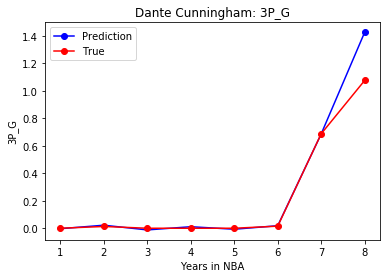 Dante Cunningham: 3P_G
Prediction
True
3P_G
1.4
1.2
1.0
0.8
0.6
0.4
0.2
0.0
1 2 3 4 5 6 7 8
Years in NBA